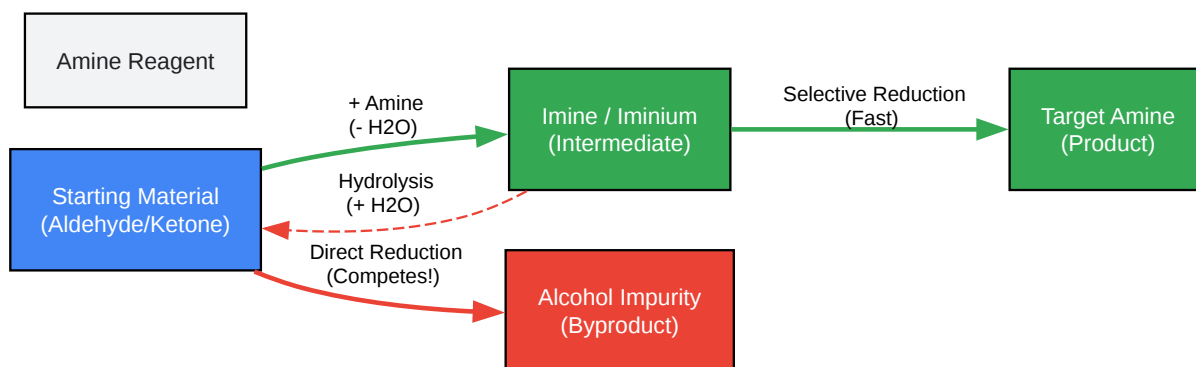 Amine Reagent
+ Amine
(- H2O)
Imine / Iminium
(Intermediate)
Selective Reduction
(Fast)
Target Amine
(Product)
Starting Material
(Aldehyde/Ketone)
Hydrolysis
(+ H2O)
Direct Reduction
(Competes!)
Alcohol Impurity
(Byproduct)